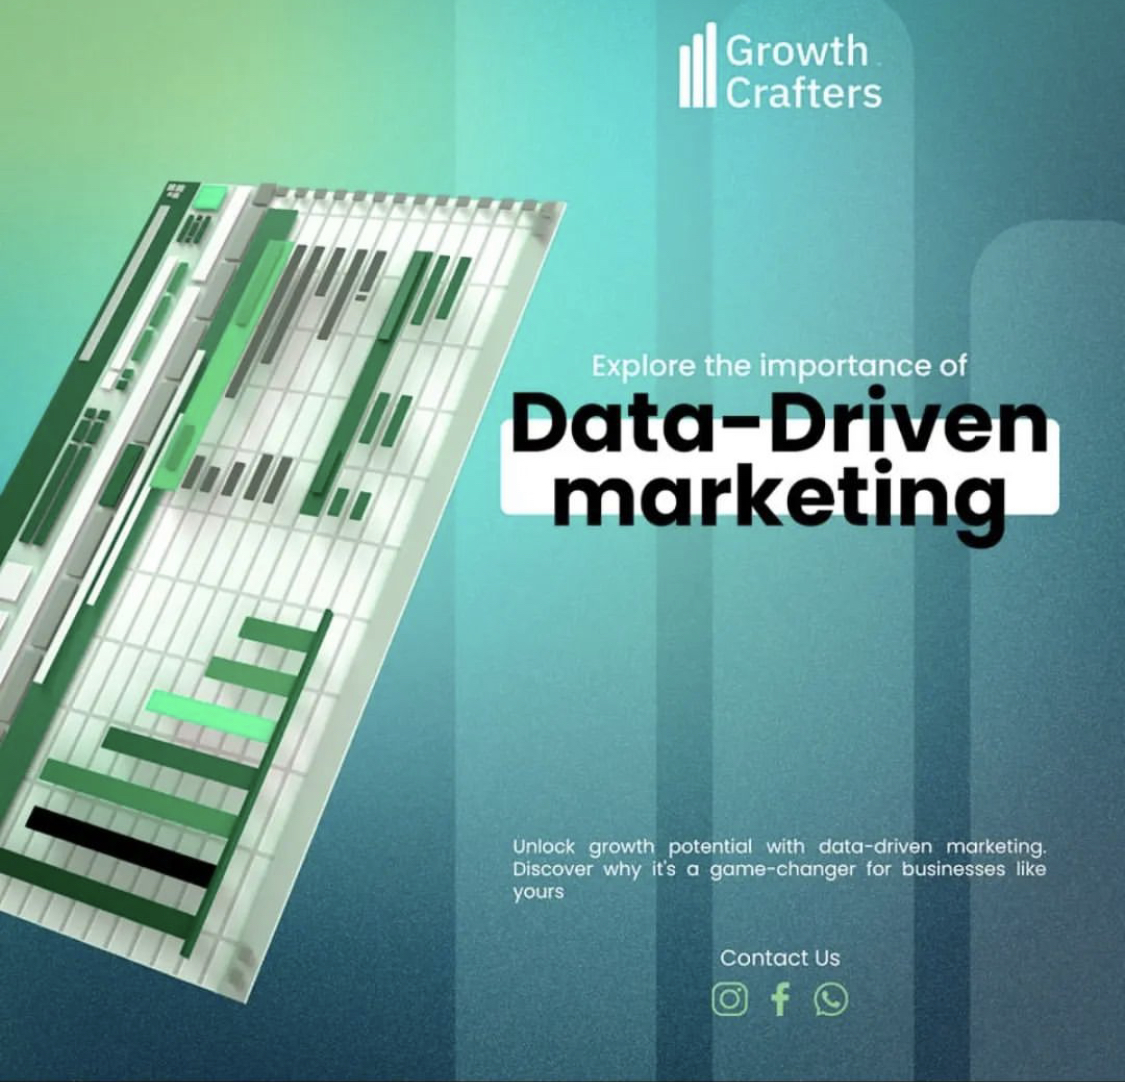 Growth
Crafters
Explore the importance of
Data-Driven
marketing
Unlock growth potential with data-driven marketing.
Discover why it's a game-changer for businesses like
yours
Contact Us